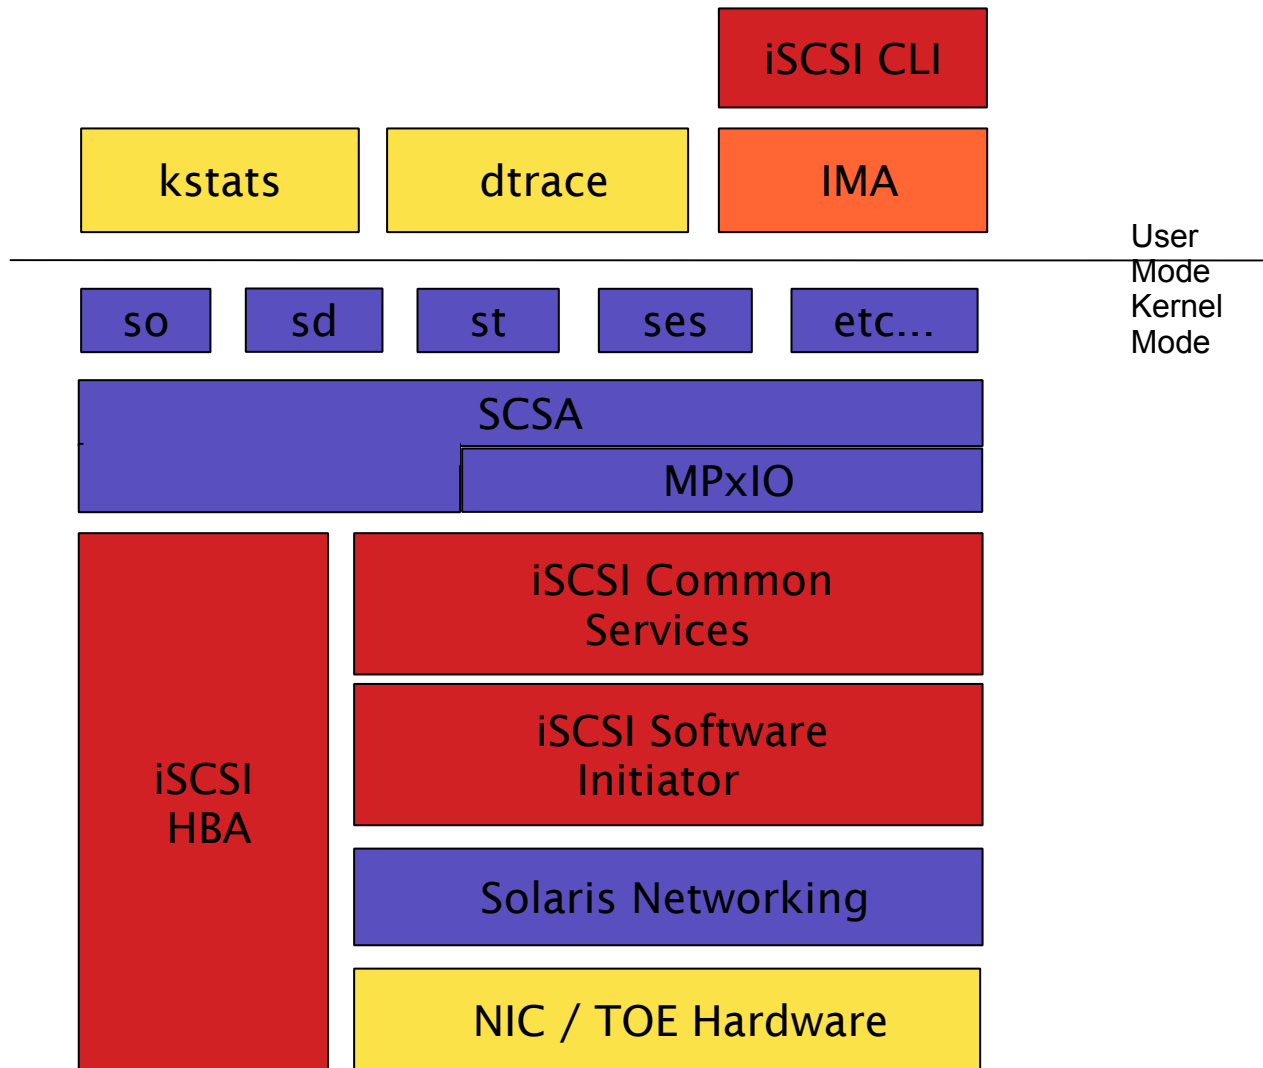 iSCSI CLI
kstats
dtrace
IMA
User
Mode
Kernel
Mode
so
sd
st
ses
etc...
SCSA
MPxIO
iSCSI
HBA
iSCSI Common
Services
iSCSI Software
Initiator
Solaris Networking
NIC / TOE Hardware